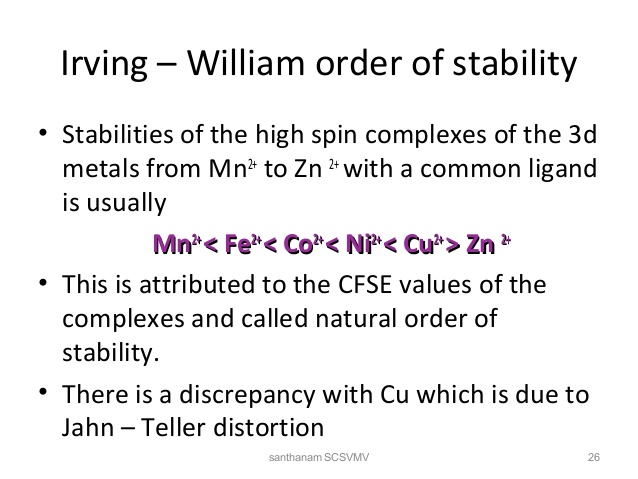 Irving – William order of stability
• Stabilities of the high spin complexes of the 3d
metals from Mn²⁺ to Zn ²⁺ with a common ligand
is usually
Mn²⁺ < Fe²⁺ < Co²⁺ < Ni²⁺ < Cu²⁺ > Zn ²⁺
• This is attributed to the CFSE values of the
complexes and called natural order of
stability.
• There is a discrepancy with Cu which is due to
Jahn – Teller distortion
santhanam SCSVMV 26